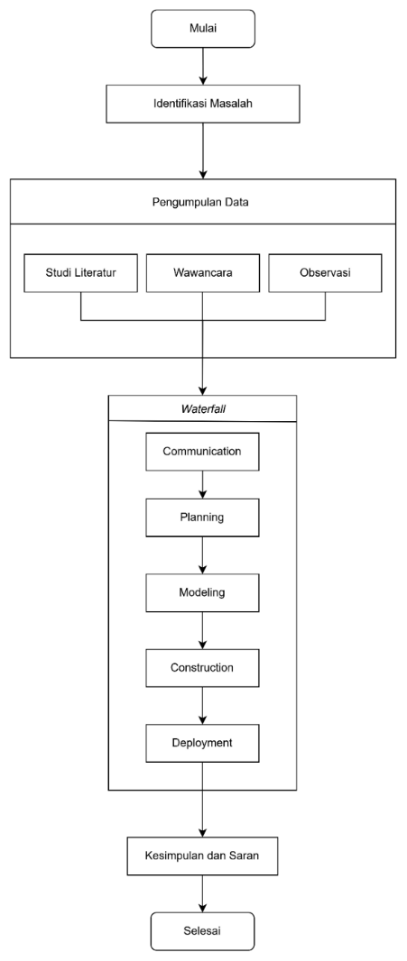 Mulai
Identifikasi Masalah
Pengumpulan Data
Studi Literatur
Wawancara
Observasi
Waterfall
Communication
Planning
Modeling
Construction
Deployment
Kesimpulan dan Saran
Selesai